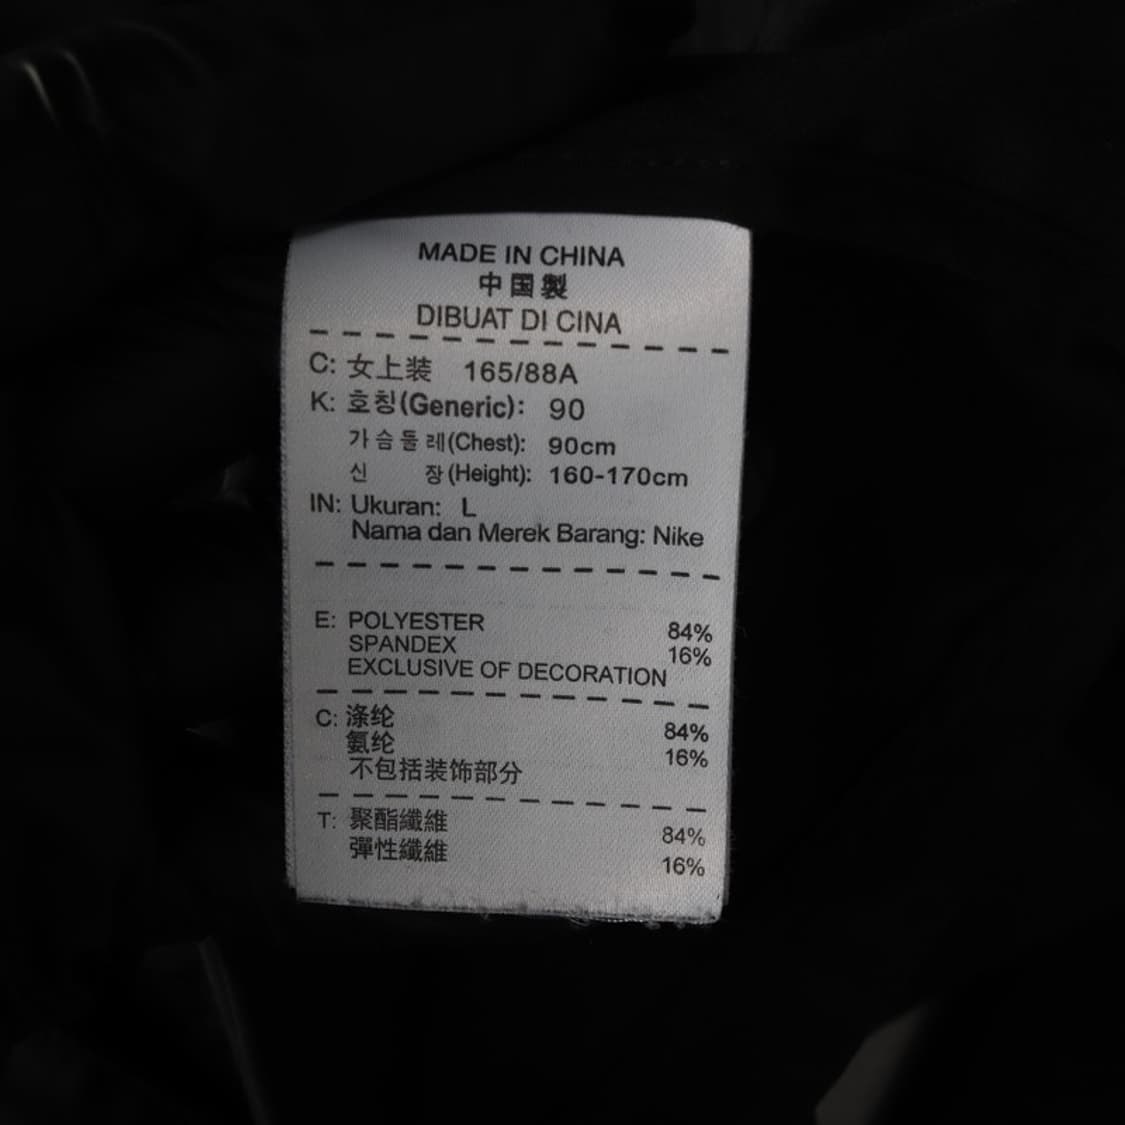 MADE IN CHINA
中国製
DIBUAT DI CINA
C: 女上装 165/88A
K: 호칭(Generic): 90
가슴둘레(Chest): 90cm
신 장(Height): 160-170cm
IN: Ukuran: L
Nama dan Merek Barang: Nike
E: POLYESTER 84%
SPANDEX 16%
EXCLUSIVE OF DECORATION
C: 涤纶 84%
氨纶 16%
不包括装饰部分
T: 聚酯纖維 84%
彈性纖維 16%